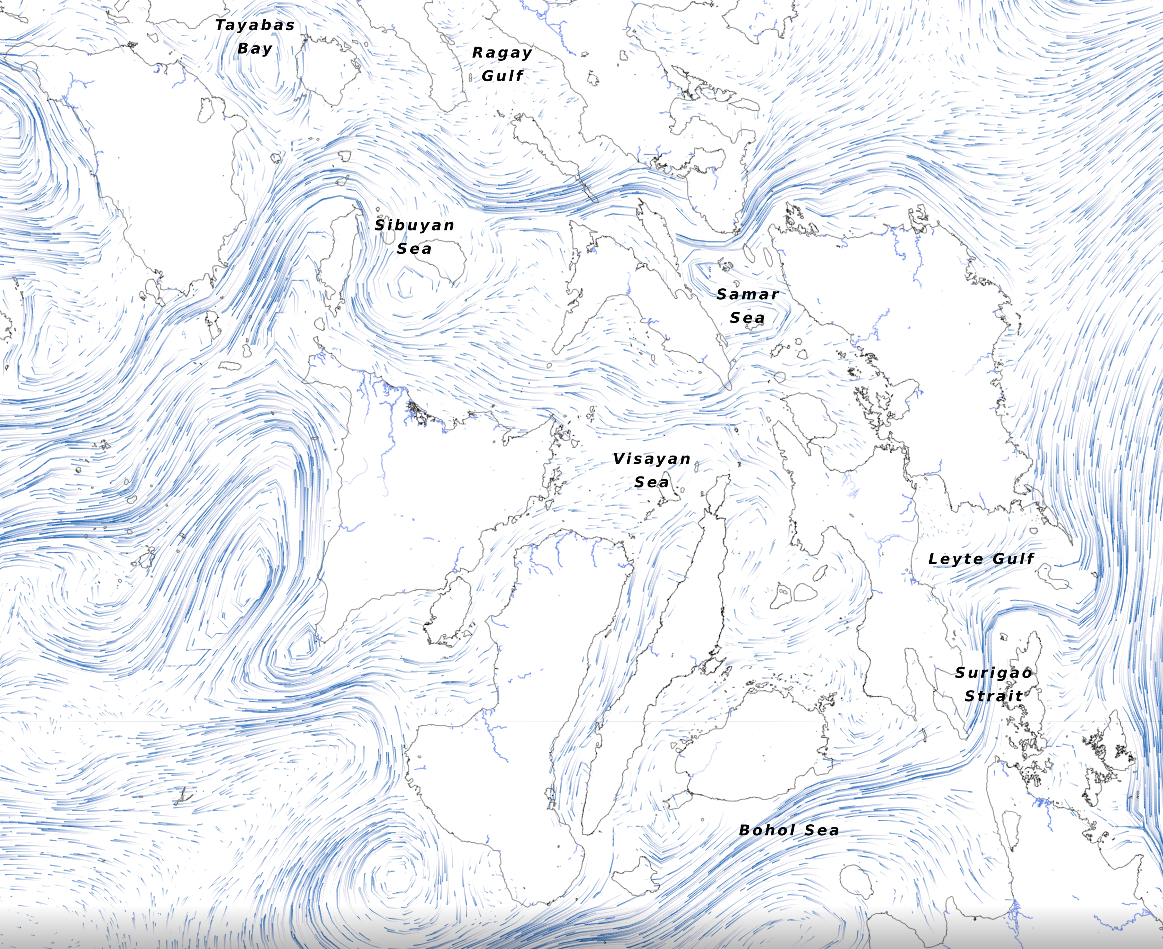 Tayabas
Bay
Ragay
Gulf
Sibuyan
Sea
Samar
Sea
Visayan
Sea
Leyte Gulf
Surigao
Strait
Bohol Sea